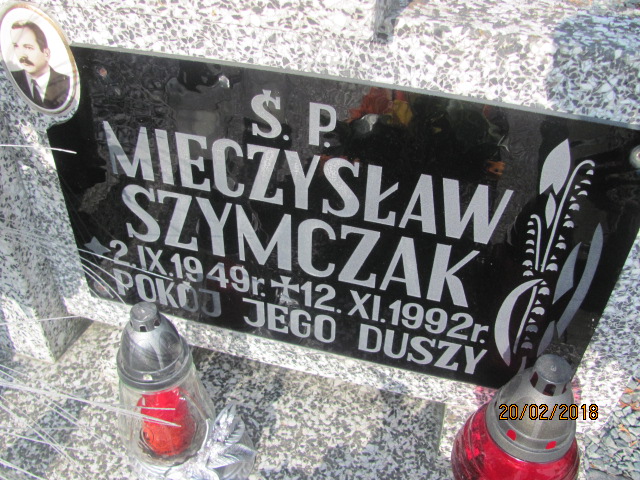 Ś. P.
MIECZYSŁAW
SZYMCZAK
2.IX.1949r. 12.XI.1992r.
POKÓJ JEGO DUSZY
20/02/2018